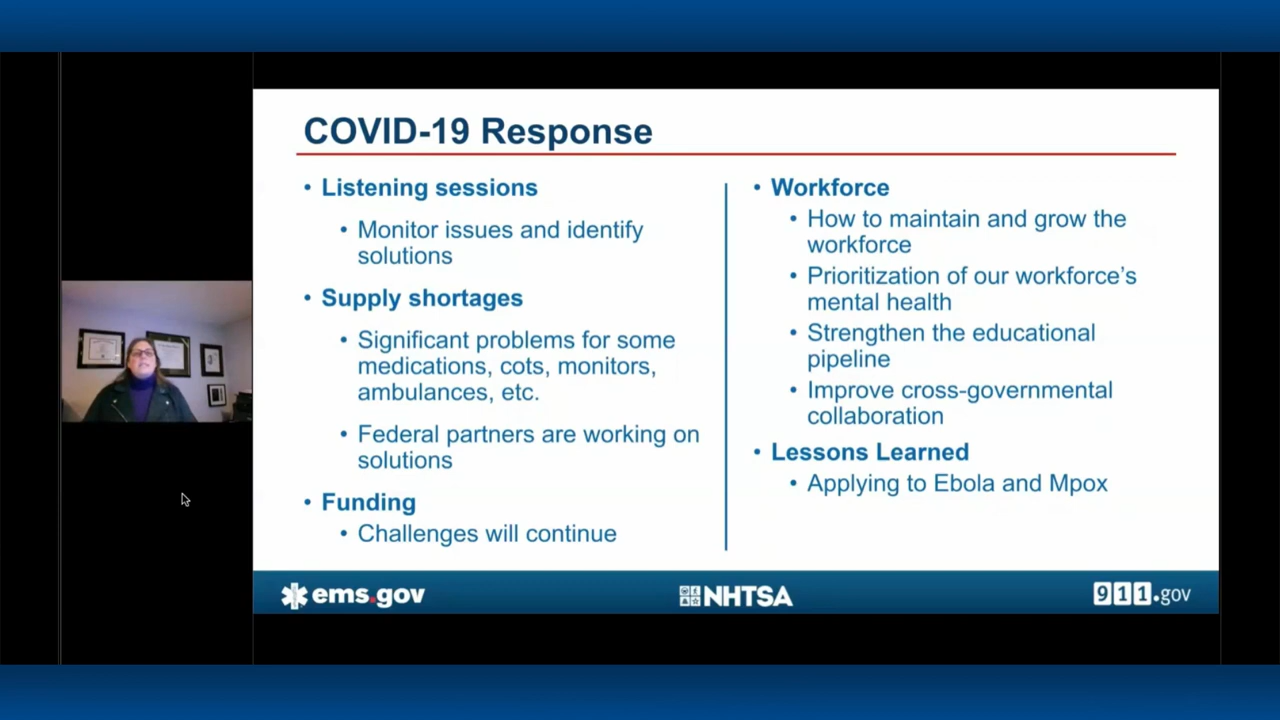 COVID-19 Response
• Listening sessions
• Monitor issues and identify
solutions
• Supply shortages
• Significant problems for some
medications, cots, monitors,
ambulances, etc.
• Federal partners are working on
solutions
• Funding
• Challenges will continue
• Workforce
• How to maintain and grow the
workforce
• Prioritization of our workforce's
mental health
• Strengthen the educational
pipeline
• Improve cross-governmental
collaboration
• Lessons Learned
• Applying to Ebola and Mpox
ems.gov
NHTSA
911.gov